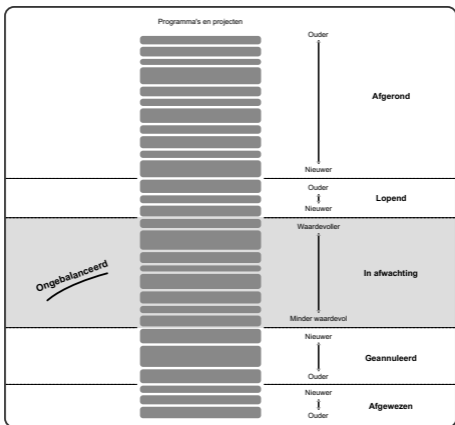 Programma's en projecten
Ouder
Afgerond
Nieuwer
Ouder
Lopend
Nieuwer
Waardevoller
Ongebalanceerd
In afwachting
Minder waardevol
Nieuwer
Geannuleerd
Ouder
Nieuwer
Afgewezen
Ouder